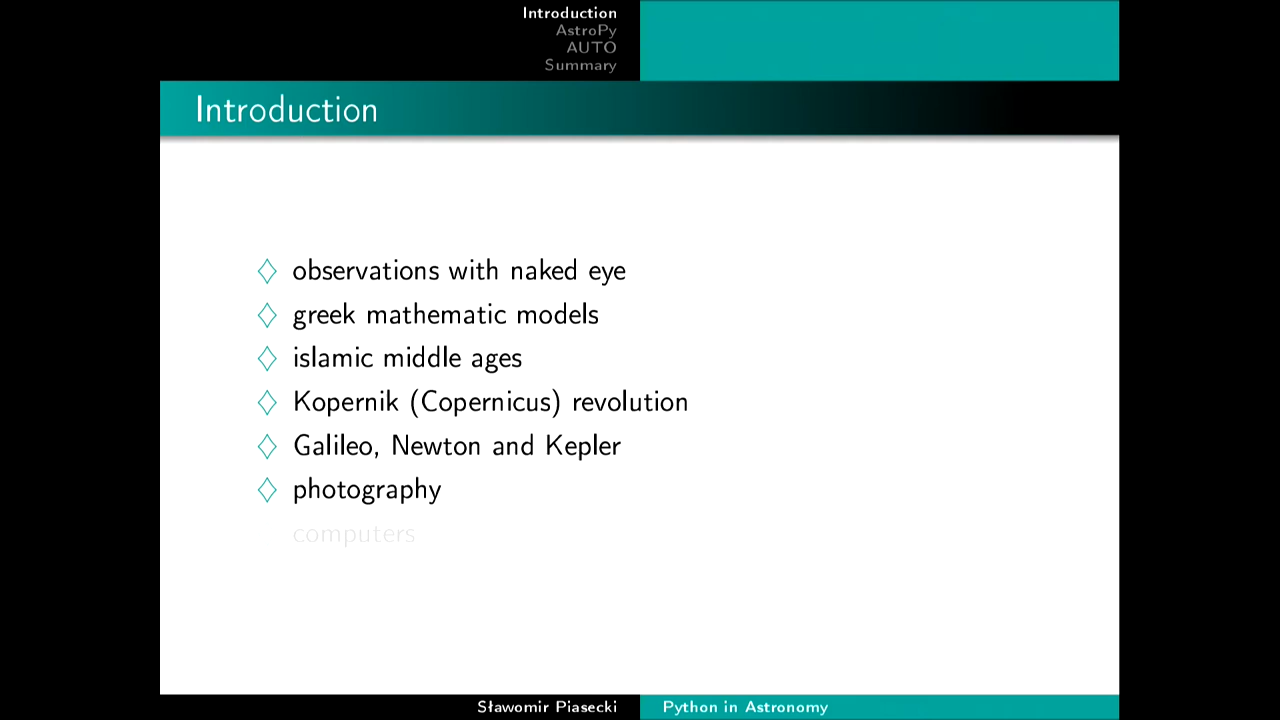 Introduction
AstroPy
AUTO
Summary
Introduction
observations with naked eye
greek mathematic models
islamic middle ages
Kopernik (Copernicus) revolution
Galileo, Newton and Kepler
photography
computers
Sławomir Piasecki
Python in Astronomy